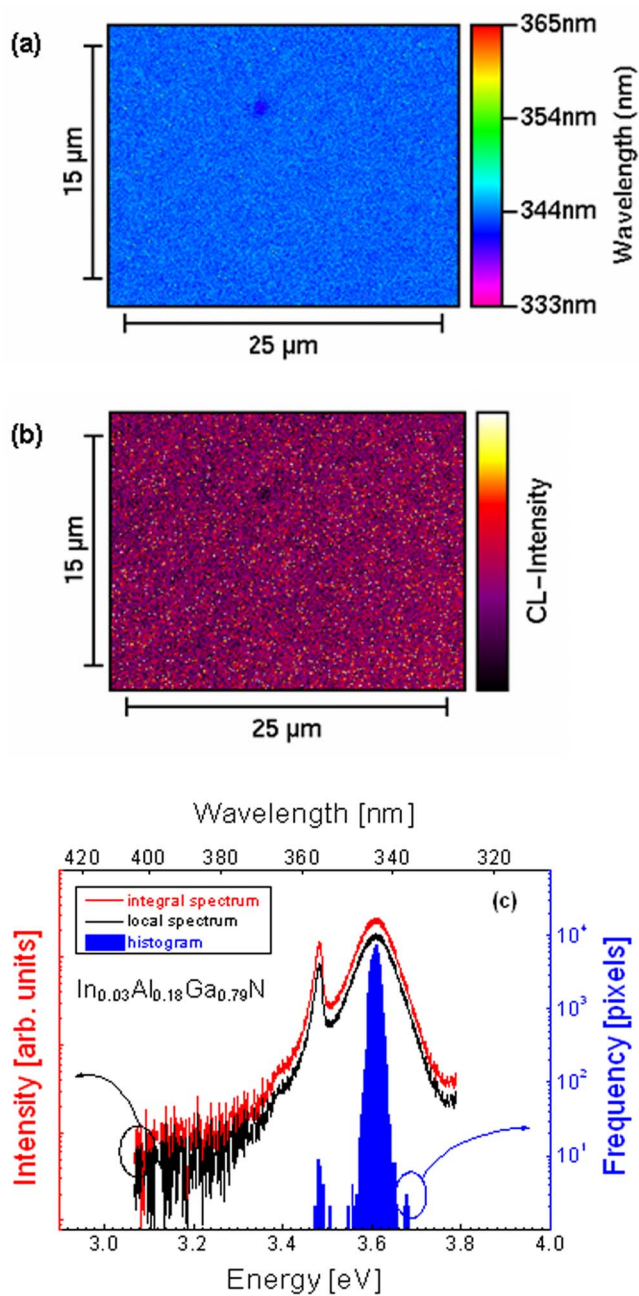 (a)
15 µm
25 µm
365nm
354nm
344nm
333nm
Wavelength (nm)
(b)
15 µm
25 µm
CL-Intensity
Wavelength [nm]
420 400 380 360 340 320
(c)
integral spectrum
local spectrum
histogram
In0.03Al0.18Ga0.79N
Intensity [arb. units]
10⁴
10³
10²
10¹
Frequency [pixels]
3.0 3.2 3.4 3.6 3.8 4.0
Energy [eV]